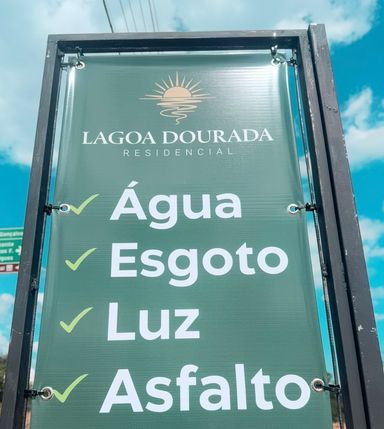 LAGOA DOURADA
RESIDENCIAL
Água
Esgoto
Luz
Asfalto